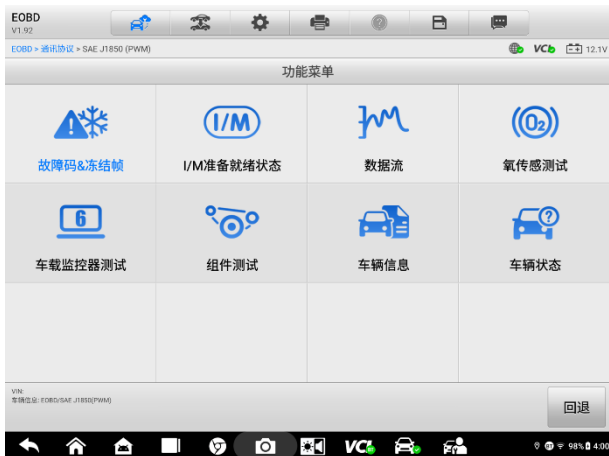 EOBD
V1.92
EOBD > 通讯协议 > SAE J1850 (PWM)
VCI 12.1V
功能菜单
故障码&冻结帧
I/M
I/M准备就绪状态
数据流
O2
氧传感测试
6
车载监控器测试
组件测试
车辆信息
?
车辆状态
VIN:
车辆信息: EOBD/SAE J1850(PWM)
回退
VCI
98% 4:00